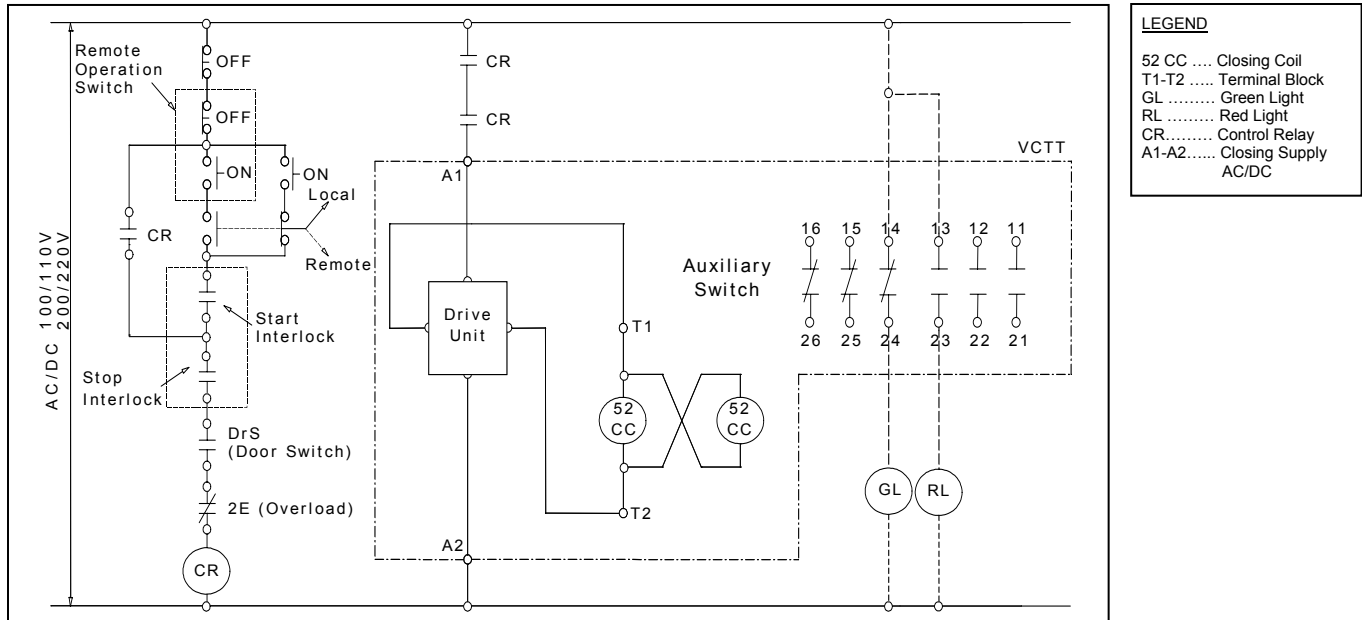 Remote
Operation
Switch
OFF
OFF
ON
ON
Local
Remote
CR
Start
Interlock
Stop
Interlock
DrS
(Door Switch)
2E (Overload)
CR
AC/DC 100/110V
200/220V
CR
CR
VCTT
A1
Drive
Unit
T1
52
CC
52
CC
T2
A2
Auxiliary
Switch
16 15 14 13 12 11
26 25 24 23 22 21
GL RL
LEGEND
52 CC .... Closing Coil
T1-T2 ..... Terminal Block
GL ......... Green Light
RL ......... Red Light
CR......... Control Relay
A1-A2...... Closing Supply
AC/DC